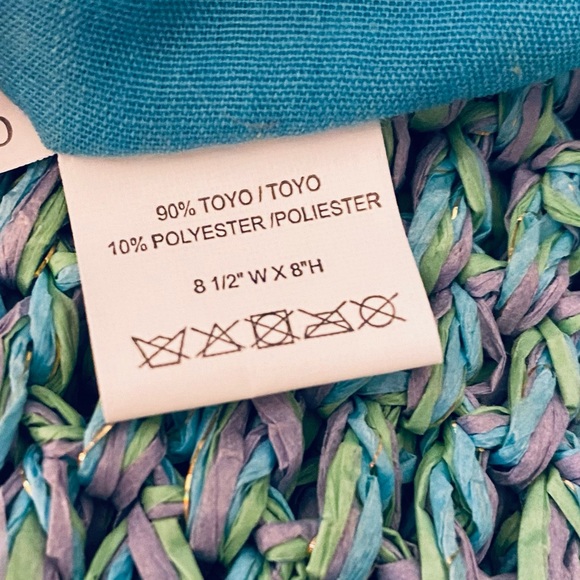 90% TOYO / TOYO
10% POLYESTER /POLIESTER
8 1/2" W X 8"H